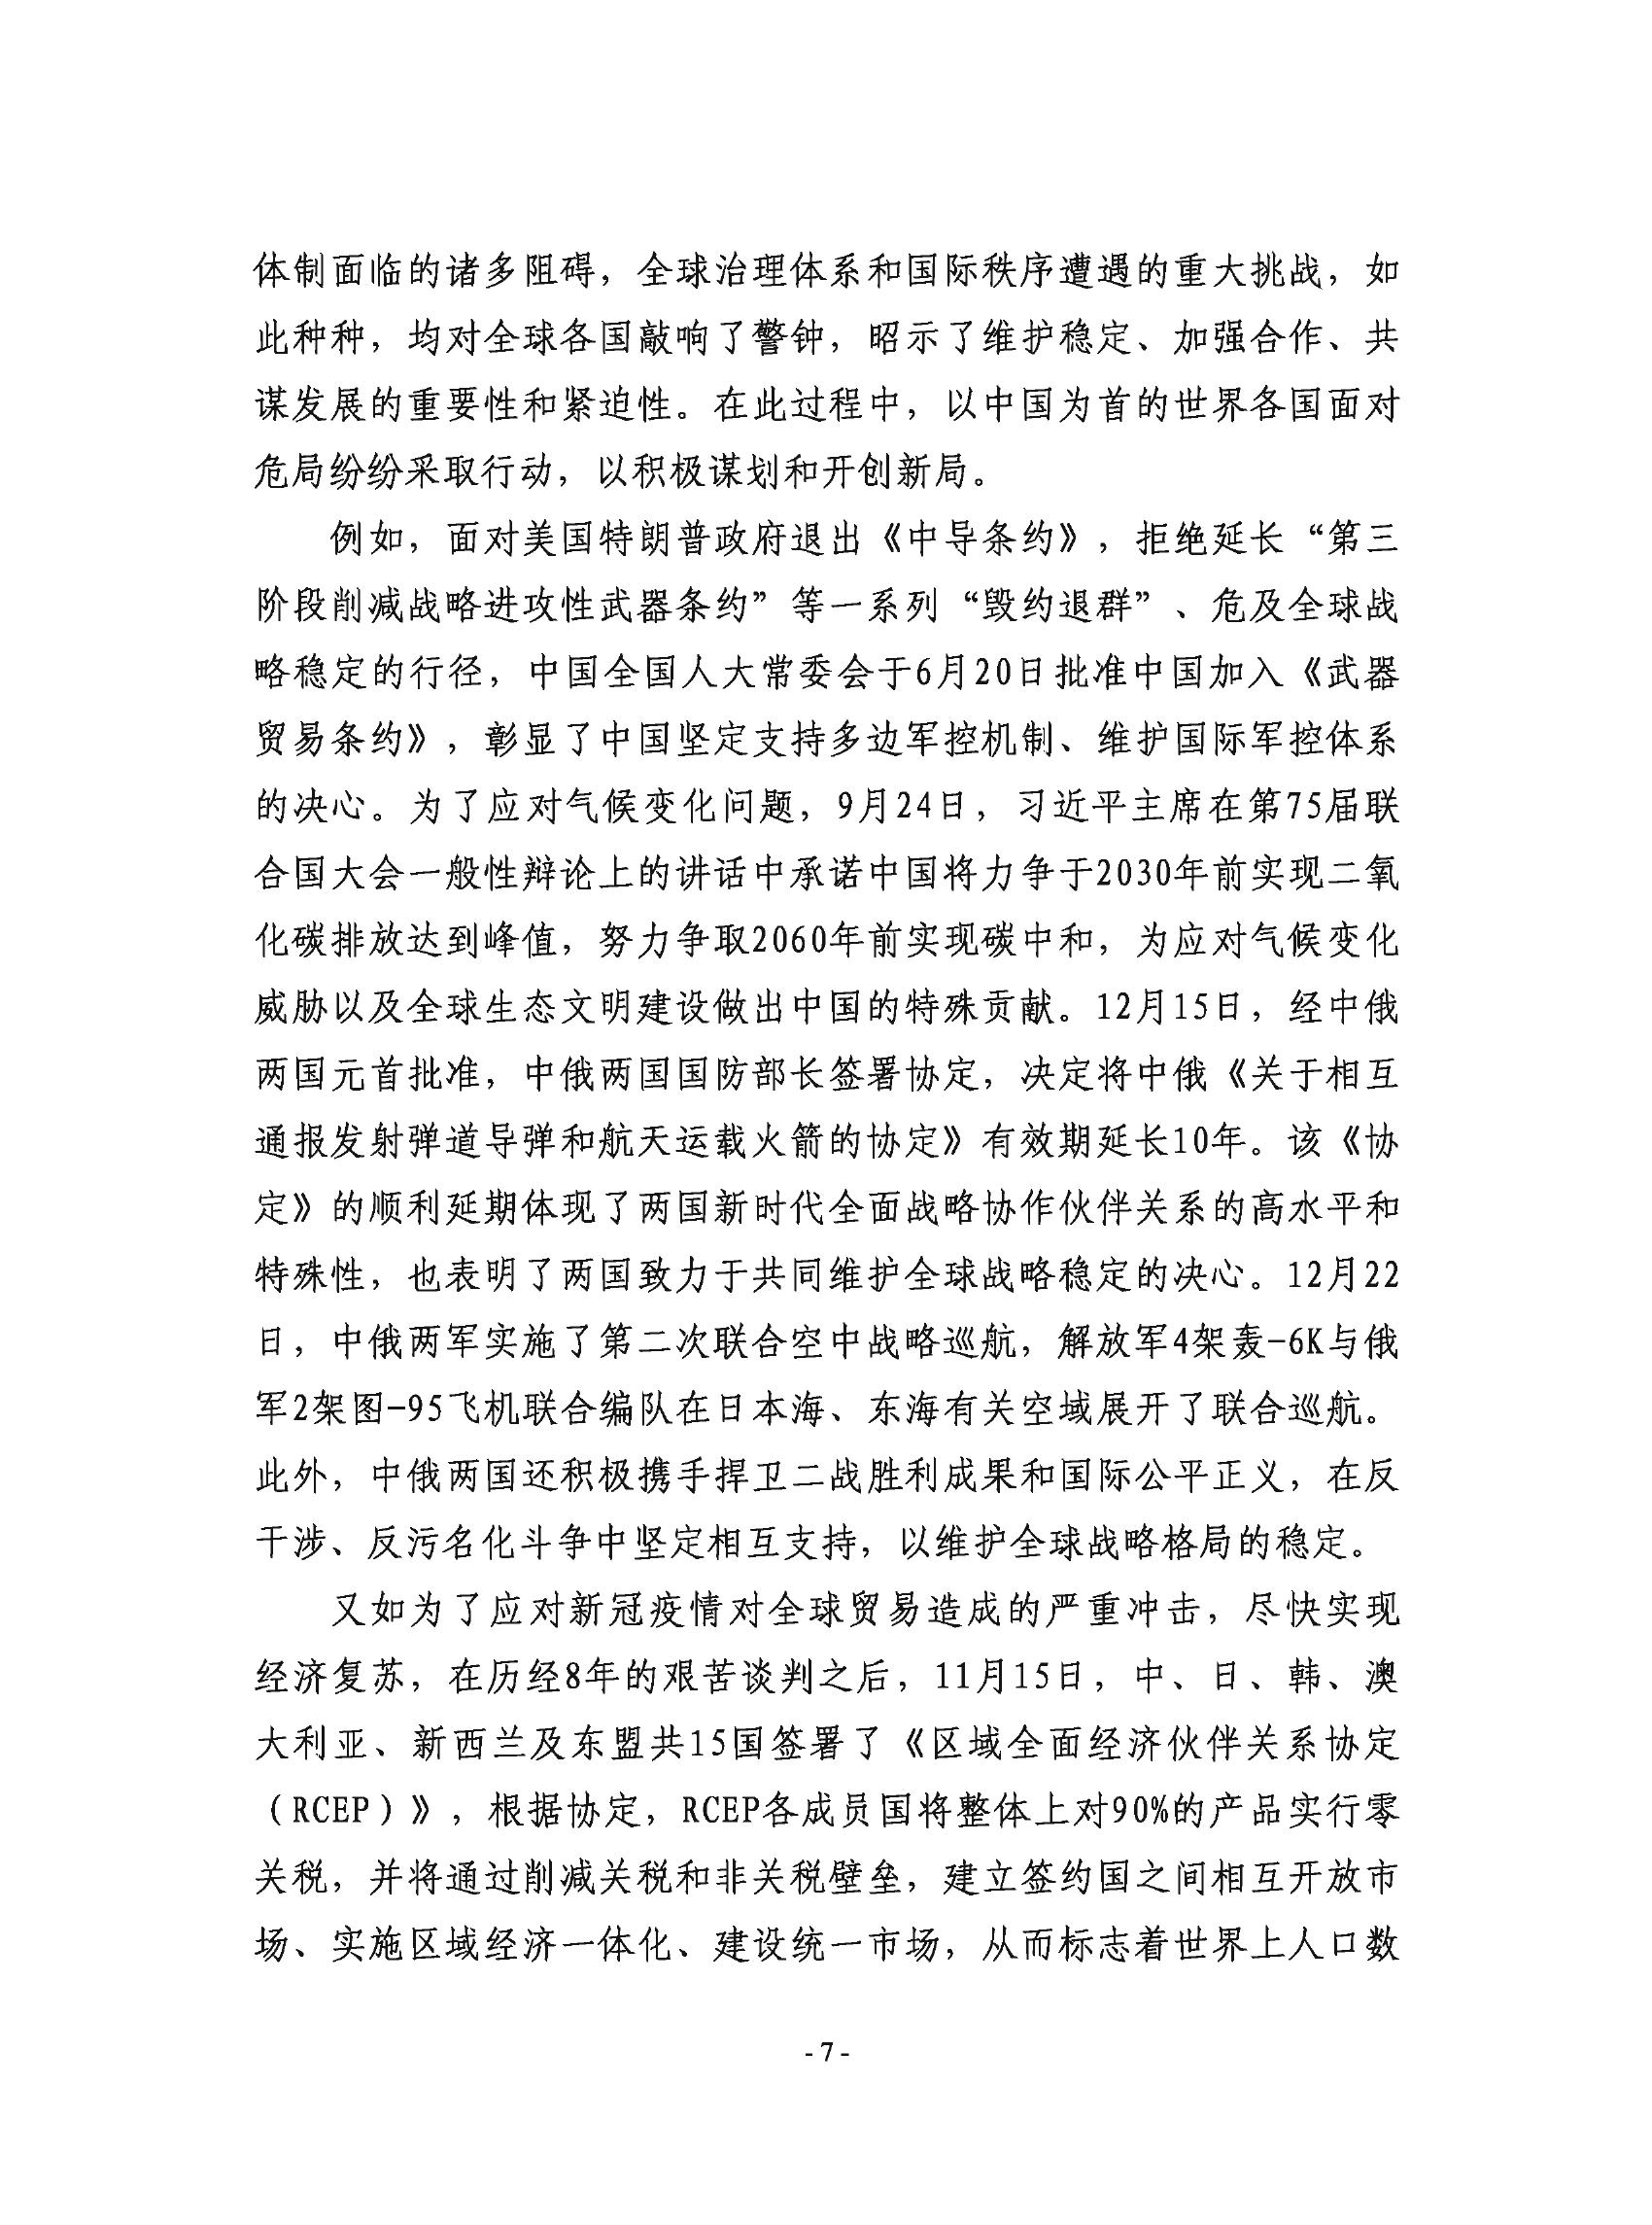 体制面临的诸多阻碍，全球治理体系和国际秩序遭遇的重大挑战，如
此种种，均对全球各国敲响了警钟，昭示了维护稳定、加强合作、共
谋发展的重要性和紧迫性。在此过程中，以中国为首的世界各国面对
危局纷纷采取行动，以积极谋划和开创新局。
例如，面对美国特朗普政府退出《中导条约》，拒绝延长“第三
阶段削减战略进攻性武器条约”等一系列“毁约退群”、危及全球战
略稳定的行径，中国全国人大常委会于6月20日批准中国加入《武器
贸易条约》，彰显了中国坚定支持多边军控机制、维护国际军控体系
的决心。为了应对气候变化问题，9月24日，习近平主席在第75届联
合国大会一般性辩论上的讲话中承诺中国将力争于2030年前实现二氧
化碳排放达到峰值，努力争取2060年前实现碳中和，为应对气候变化
威胁以及全球生态文明建设做出中国的特殊贡献。12月15日，经中俄
两国元首批准，中俄两国国防部长签署协定，决定将中俄《关于相互
通报发射弹道导弹和航天运载火箭的协定》有效期延长10年。该《协
定》的顺利延期体现了两国新时代全面战略协作伙伴关系的高水平和
特殊性，也表明了两国致力于共同维护全球战略稳定的决心。12月22
日，中俄两军实施了第二次联合空中战略巡航，解放军4架轰-6K与俄
军2架图-95飞机联合编队在日本海、东海有关空域展开了联合巡航。
此外，中俄两国还积极携手捍卫二战胜利成果和国际公平正义，在反
干涉、反污名化斗争中坚定相互支持，以维护全球战略格局的稳定。
又如为了应对新冠疫情对全球贸易造成的严重冲击，尽快实现
经济复苏，在历经8年的艰苦谈判之后，11月15日，中、日、韩、澳
大利亚、新西兰及东盟共15国签署了《区域全面经济伙伴关系协定
（RCEP）》，根据协定，RCEP各成员国将整体上对90%的产品实行零
关税，并将通过削减关税和非关税壁垒，建立签约国之间相互开放市
场、实施区域经济一体化、建设统一市场，从而标志着世界上人口数
- 7 -